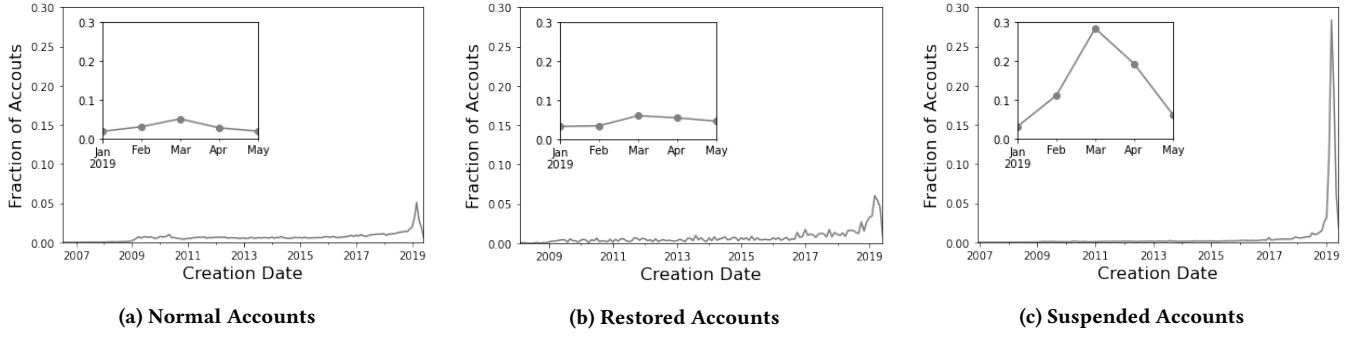 0.30
0.25
0.20
0.15
0.10
0.05
0.00
Fraction of Accouts
0.3
0.2
0.1
0.0
Jan
2019
Feb
Mar
Apr
May
2007
2009
2011
2013
2015
2017
2019
Creation Date
(a) Normal Accounts
0.30
0.25
0.20
0.15
0.10
0.05
0.00
Fraction of Accouts
0.3
0.2
0.1
0.0
Jan
2019
Feb
Mar
Apr
May
2009
2011
2013
2015
2017
2019
Creation Date
(b) Restored Accounts
0.30
0.25
0.20
0.15
0.10
0.05
0.00
Fraction of Accouts
0.3
0.2
0.1
0.0
Jan
2019
Feb
Mar
Apr
May
2007
2009
2011
2013
2015
2017
2019
Creation Date
(c) Suspended Accounts